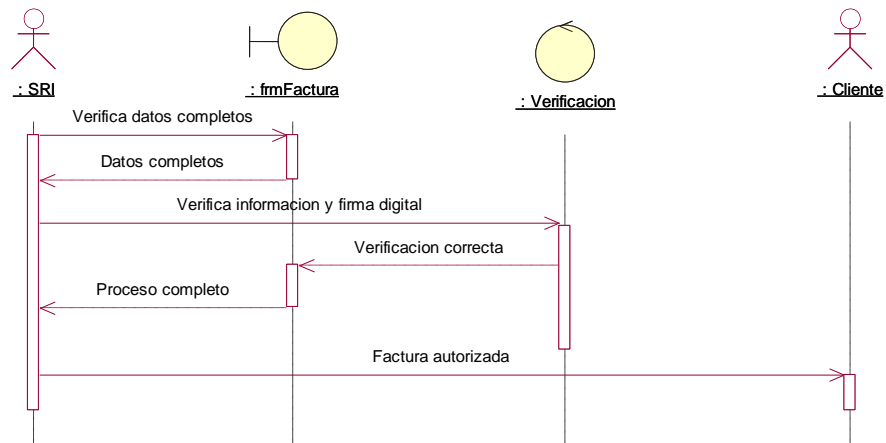 : SRI
: frmFactura
: Verificacion
: Cliente
Verifica datos completos
Datos completos
Verifica informacion y firma digital
Verificacion correcta
Proceso completo
Factura autorizada